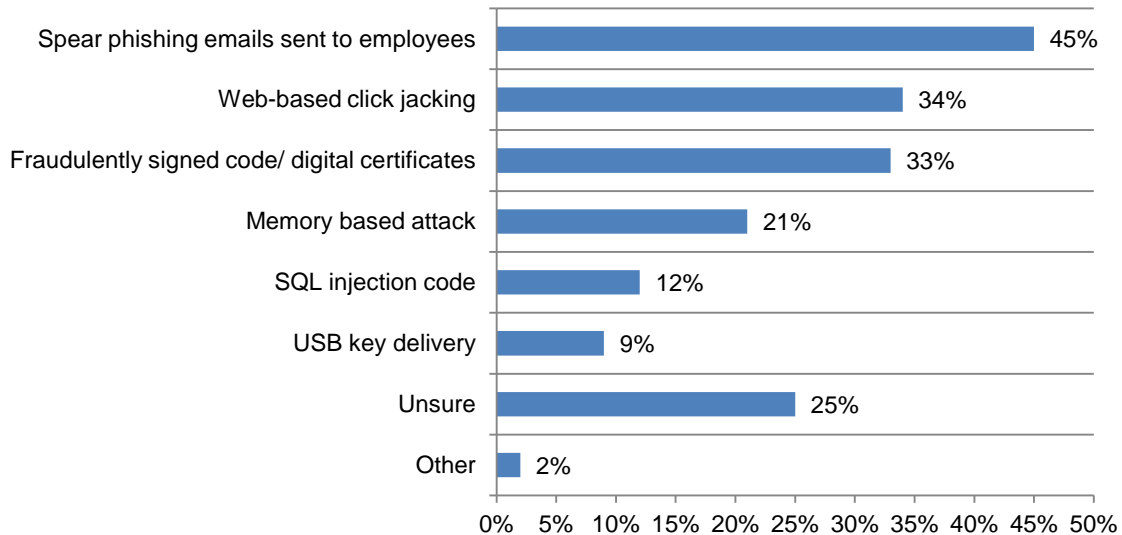 Spear phishing emails sent to employees 45%
Web-based click jacking 34%
Fraudulently signed code/ digital certificates 33%
Memory based attack 21%
SQL injection code 12%
USB key delivery 9%
Unsure 25%
Other 2%
0% 5% 10% 15% 20% 25% 30% 35% 40% 45% 50%